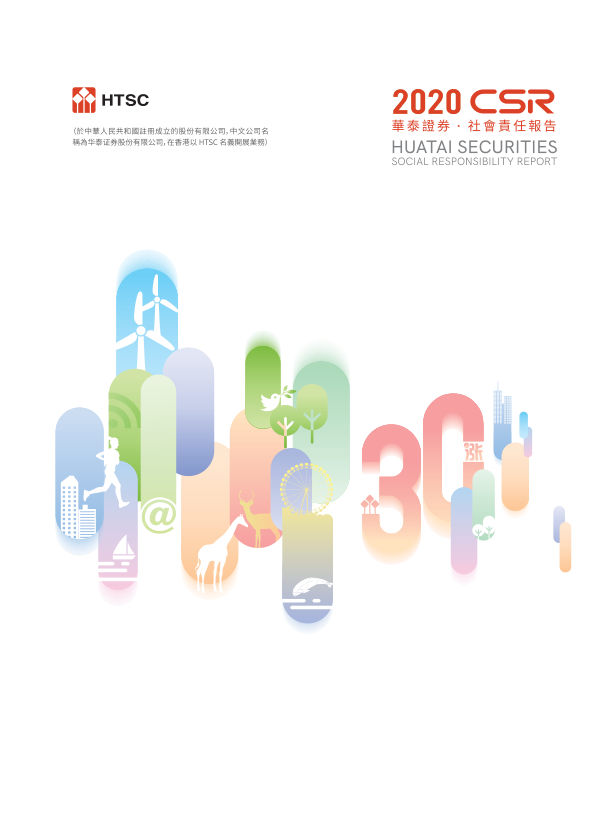 HTSC
(於中華人民共和國註冊成立的股份有限公司，中文公司名
稱為华泰证券股份有限公司，在香港以 HTSC 名義開展業務)
2020 CSR
華泰證券 · 社會責任報告
HUATAI SECURITIES
SOCIAL RESPONSIBILITY REPORT
@
30
涨